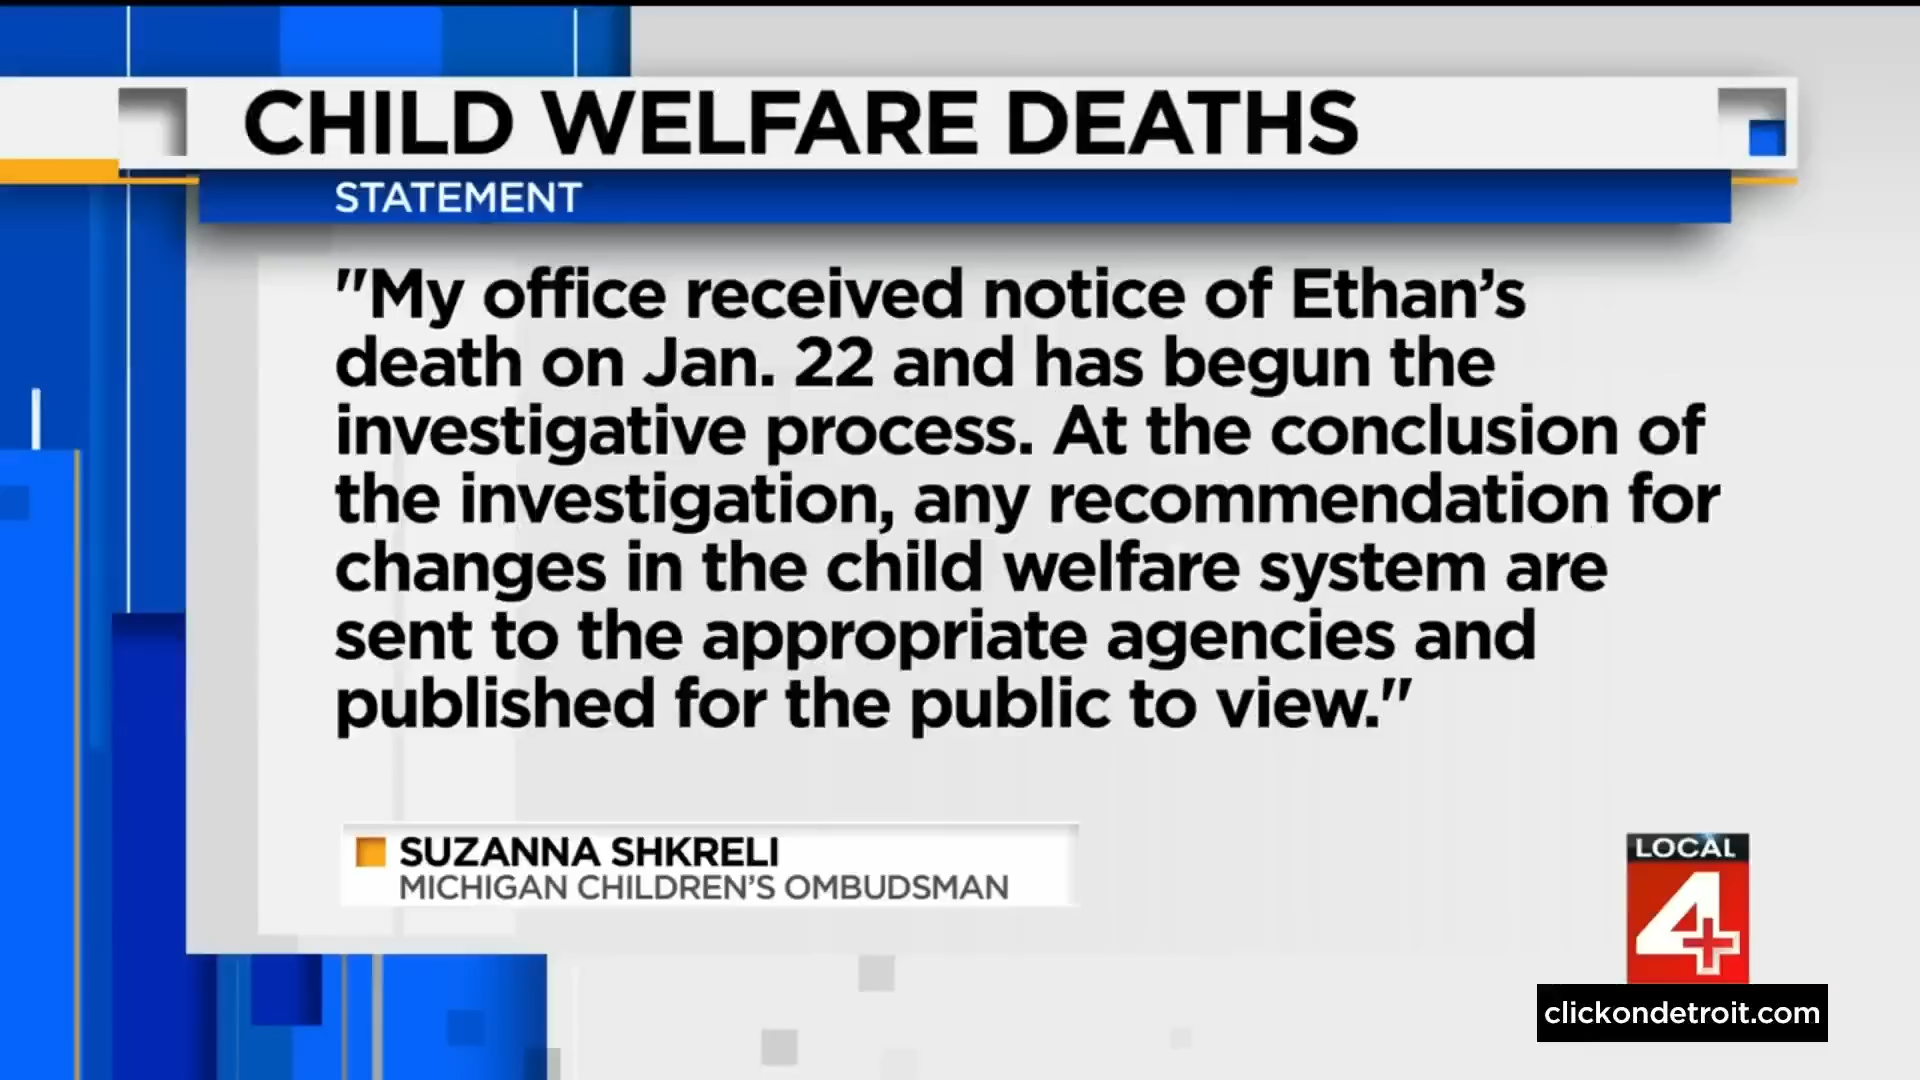 CHILD WELFARE DEATHS
STATEMENT
"My office received notice of Ethan’s
death on Jan. 22 and has begun the
investigative process. At the conclusion of
the investigation, any recommendation for
changes in the child welfare system are
sent to the appropriate agencies and
published for the public to view."
SUZANNA SHKRELI
MICHIGAN CHILDREN’S OMBUDSMAN
LOCAL
4+
clickondetroit.com